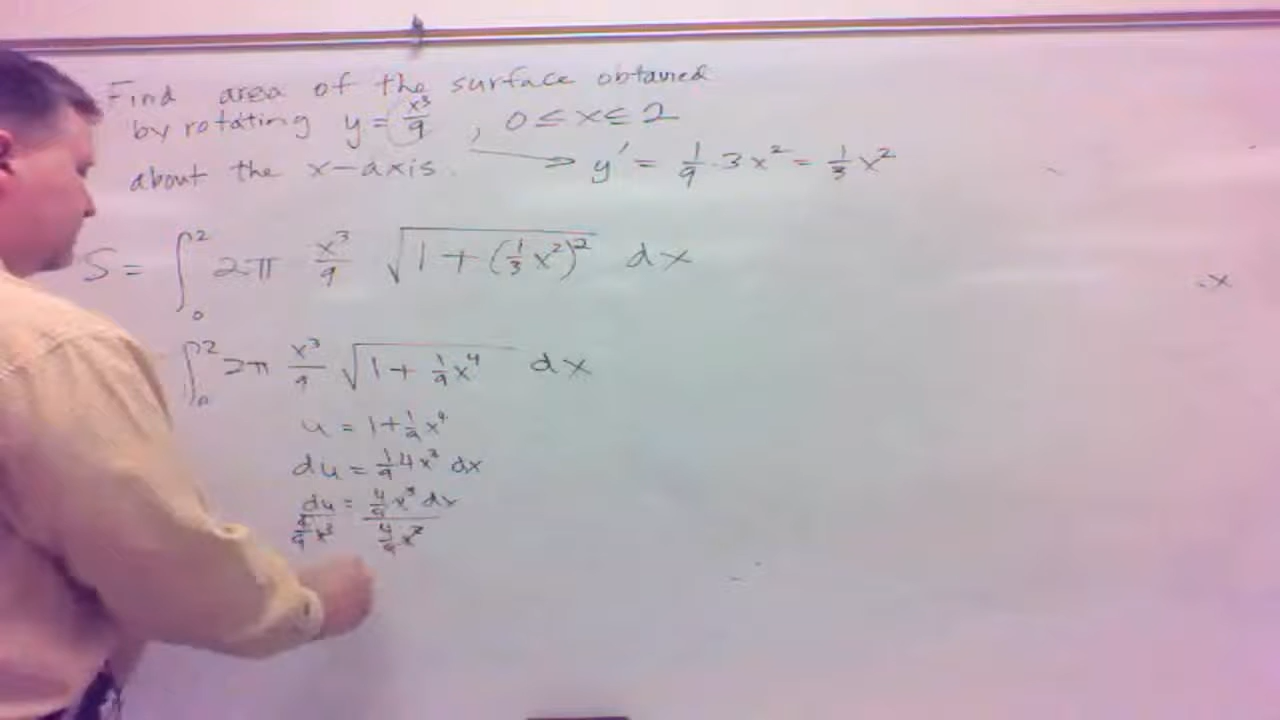 Find area of the surface obtained
by rotating y = x³/9 , 0 ≤ x ≤ 2
about the x-axis. → y' = 1/9 · 3x² = 1/3 x²
S = ∫₀² 2π x³/9 √(1 + (1/3 x²)²) dx
∫₀² 2π x³/9 √(1 + 1/9 x⁴) dx
u = 1 + 1/9 x⁴
du = 1/9 4x³ dx
du = 4/9 x³ dx
4/9 x³ 4/9 x³
.x